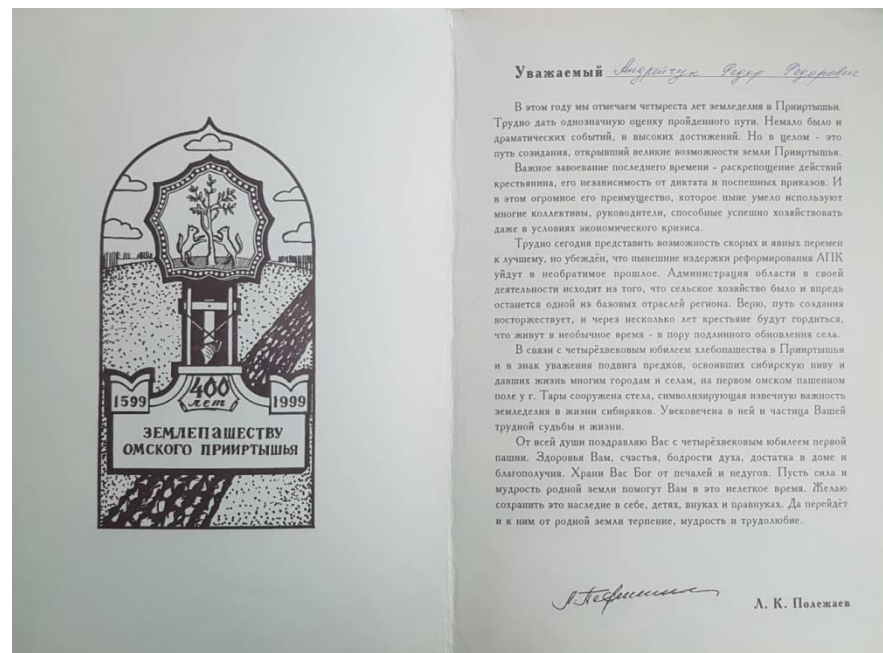 400
лет
1599
1999
ЗЕМЛЕПАШЕСТВУ
ОМСКОГО ПРИИРТЫШЬЯ
Уважаемый Андрейчук Федор Федорович
В этом году мы отмечаем четыреста лет земледелия в Прииртышьи.
Трудно дать однозначную оценку пройденного пути. Немало было и
драматических событий, и высоких достижений. Но в целом - это
путь созидания, открывший великие возможности земли Прииртышья.
Важное завоевание последнего времени - раскрепощение действий
крестьянина, его независимость от диктата и поспешных приказов. И
в этом огромное его преимущество, которое ныне умело используют
многие коллективы, руководители, способные успешно хозяйствовать
даже в условиях экономического кризиса.
Трудно сегодня представить возможность скорых и явных перемен
к лучшему, но убеждён, что нынешние издержки реформирования АПК
уйдут в необратимое прошлое. Администрация области в своей
деятельности исходит из того, что сельское хозяйство было и впредь
останется одной из базовых отраслей региона. Верю, путь создания
восторжествует, и через несколько лет крестьяне будут гордиться,
что живут в необычное время - в пору подлинного обновления села.
В связи с четырёхвековым юбилеем хлебопашества в Прииртышьи
и в знак уважения подвига предков, освоивших сибирскую ниву и
давших жизнь многим городам и селам, на первом омском пашенном
поле у г. Тары сооружена стела, символизирующая извечную важность
земледелия в жизни сибиряков. Увековечена в ней и частица Вашей
трудной судьбы и жизни.
От всей души поздравляю Вас с четырёхвековым юбилеем первой
пашни. Здоровья Вам, счастья, бодрости духа, достатка в доме и
благополучия. Храни Вас Бог от печалей и недугов. Пусть сила и
мудрость родной земли помогут Вам в это нелегкое время. Желаю
сохранить это наследие в себе, детях, внуках и правнуках. Да перейдёт
и к ним от родной земли терпение, мудрость и трудолюбие.
Л. К. Полежаев